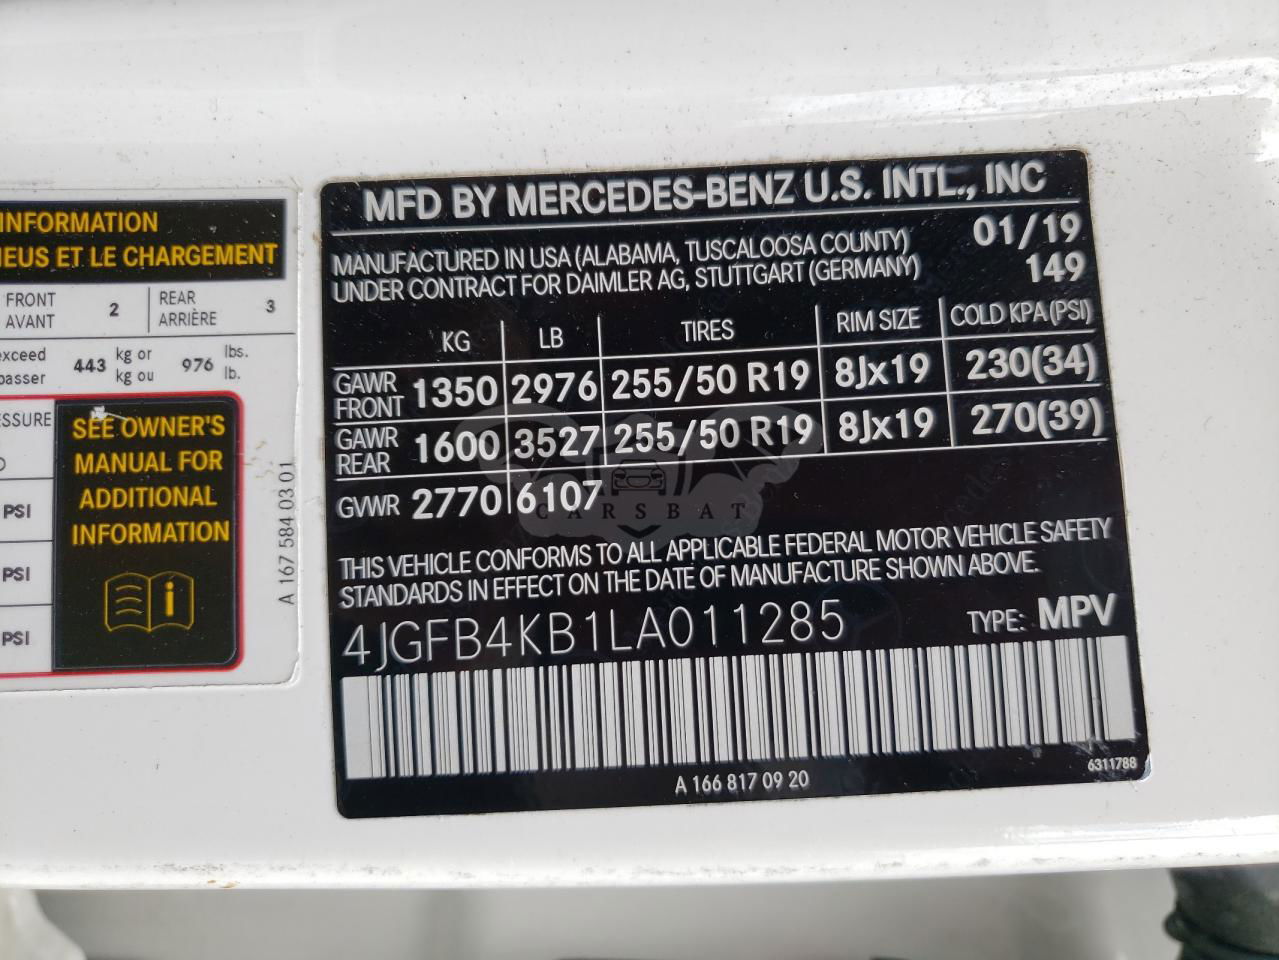 INFORMATION
NEUS ET LE CHARGEMENT
FRONT
AVANT
2
REAR
ARRIÈRE
3
exceed
passer
443
kg or
kg ou
976
lbs.
lb.
SSURE
PSI
PSI
PSI
SEE OWNER'S
MANUAL FOR
ADDITIONAL
INFORMATION
A 167 584 03 01
MFD BY MERCEDES-BENZ U.S. INTL., INC
MANUFACTURED IN USA (ALABAMA, TUSCALOOSA COUNTY) 01/19
UNDER CONTRACT FOR DAIMLER AG, STUTTGART (GERMANY) 149
KG LB TIRES RIM SIZE COLD KPA (PSI)
GAWR
FRONT 1350 2976 255/50 R19 8Jx19 230(34)
GAWR
REAR 1600 3527 255/50 R19 8Jx19 270(39)
GVWR 2770 6107
CARSBAT
THIS VEHICLE CONFORMS TO ALL APPLICABLE FEDERAL MOTOR VEHICLE SAFETY
STANDARDS IN EFFECT ON THE DATE OF MANUFACTURE SHOWN ABOVE.
4JGFB4KB1LA011285 TYPE: MPV
A 166 817 09 20
6311788